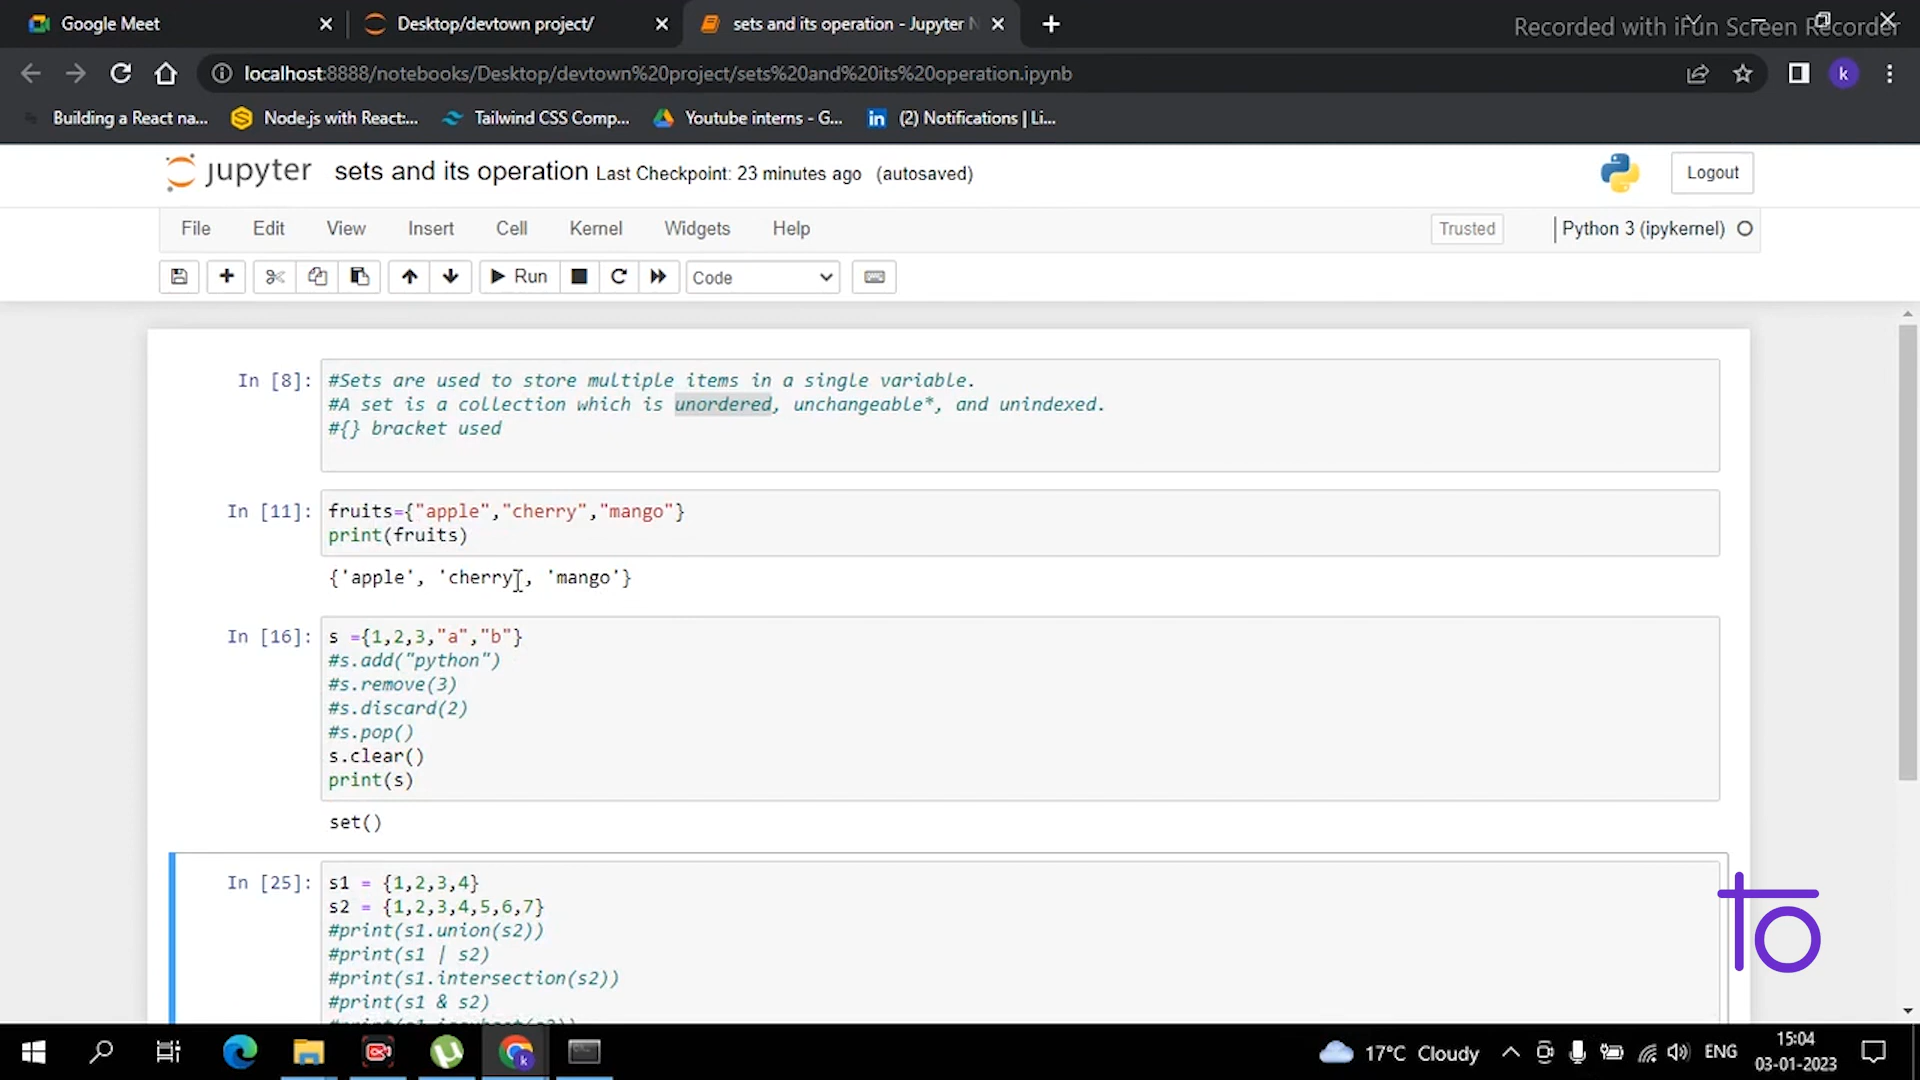 Google Meet
Desktop/devtown project/
sets and its operation - Jupyter N
Recorded with iFun Screen Recorder
localhost:8888/notebooks/Desktop/devtown%20project/sets%20and%20its%20operation.ipynb
k
Building a React na...
Node.js with React:...
Tailwind CSS Comp...
Youtube interns - G...
in
(2) Notifications | Li...
jupyter
sets and its operation Last Checkpoint: 23 minutes ago (autosaved)
Logout
File Edit View Insert Cell Kernel Widgets Help
Trusted
Python 3 (ipykernel)
Run
Code
In [8]:
#Sets are used to store multiple items in a single variable.
#A set is a collection which is unordered, unchangeable*, and unindexed.
#{} bracket used
In [11]:
fruits={"apple","cherry","mango"}
print(fruits)
{'apple', 'cherry', 'mango'}
In [16]:
s ={1,2,3,"a","b"}
#s.add("python")
#s.remove(3)
#s.discard(2)
#s.pop()
s.clear()
print(s)
set()
In [25]:
s1 = {1,2,3,4}
s2 = {1,2,3,4,5,6,7}
#print(s1.union(s2))
#print(s1 | s2)
#print(s1.intersection(s2))
#print(s1 & s2)
17°C Cloudy
ENG
15:04
03-01-2023